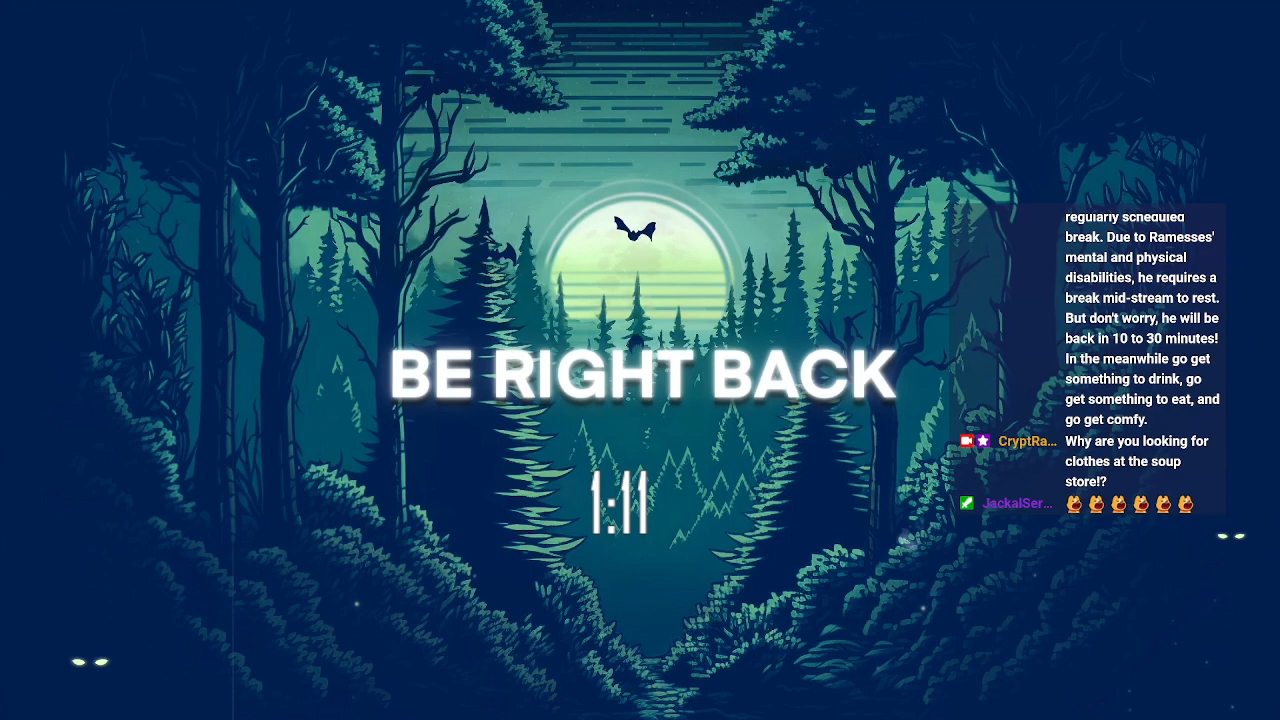 BE RIGHT BACK
1:11
regularly scheduled
break. Due to Ramesses'
mental and physical
disabilities, he requires a
break mid-stream to rest.
But don't worry, he will be
back in 10 to 30 minutes!
In the meanwhile go get
something to drink, go
get something to eat, and
go get comfy.
CryptRa... Why are you looking for
clothes at the soup
store!?
JackalSer...